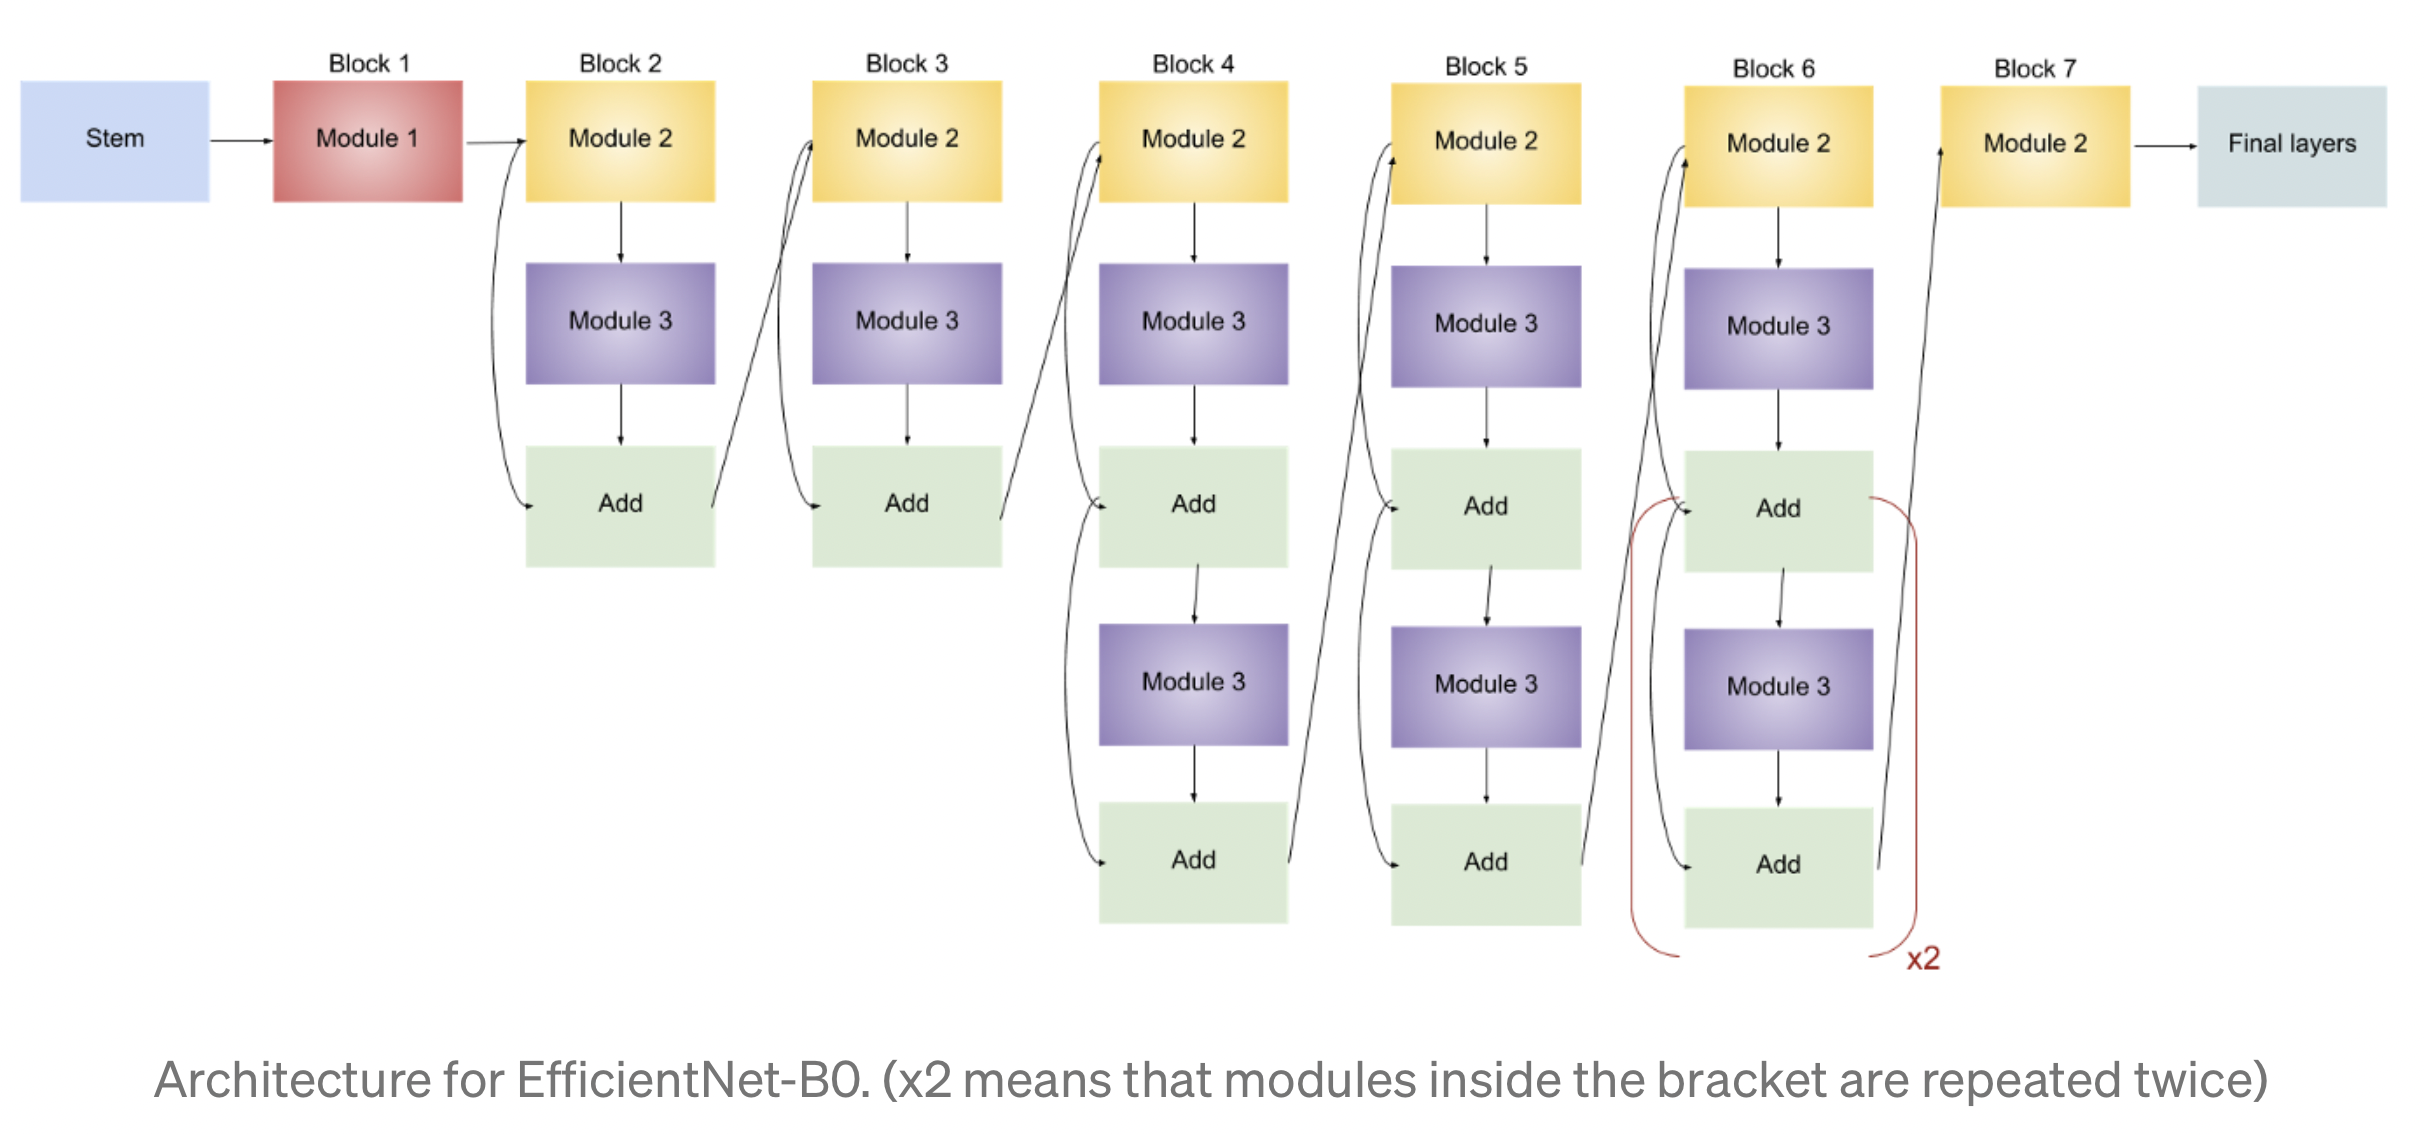 Block 1
Block 2
Block 3
Block 4
Block 5
Block 6
Block 7
Stem
Module 1
Module 2
Module 2
Module 2
Module 2
Module 2
Module 2
Final layers
Module 3
Module 3
Module 3
Module 3
Module 3
Add
Add
Add
Add
Add
Module 3
Module 3
Module 3
Add
Add
Add
x2
Architecture for EfficientNet-B0. (x2 means that modules inside the bracket are repeated twice)